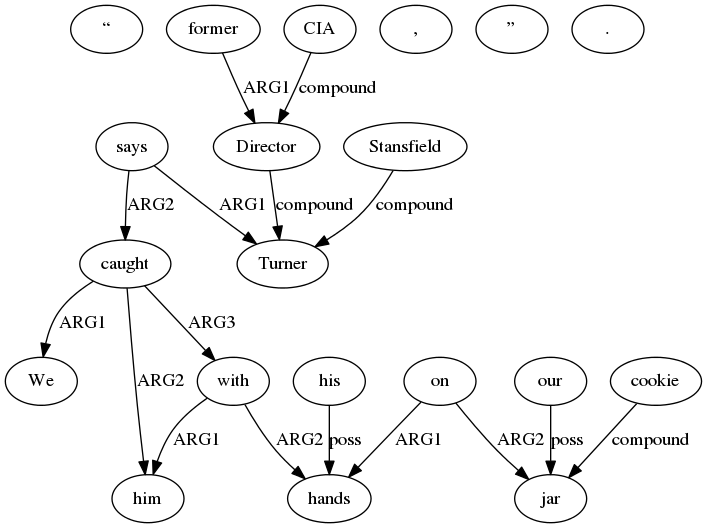 “ former CIA , ” .
ARG1 compound
says Director Stansfield
ARG2 ARG1 compound compound
caught Turner
ARG1 ARG3
We ARG2 with his on our cookie
ARG1 ARG2 poss ARG1 ARG2 poss compound
him hands jar